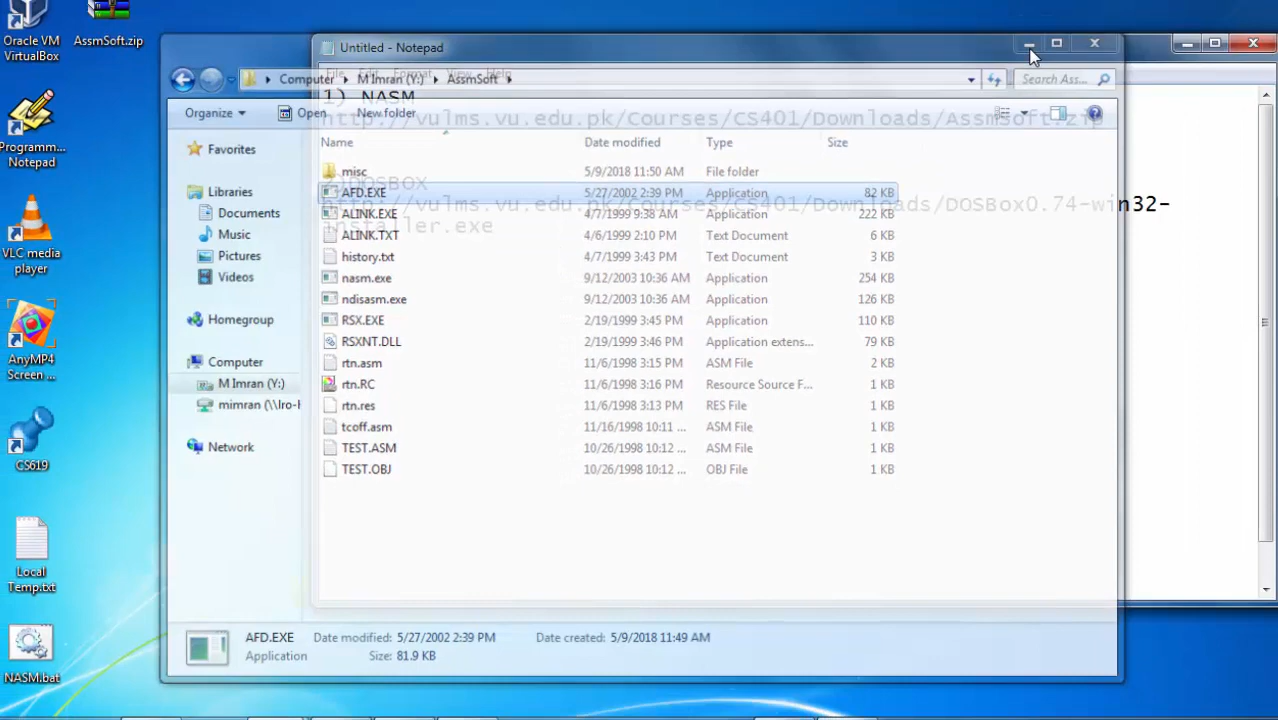 Oracle VM
VirtualBox
AssmSoft.zip
Programm...
Notepad
VLC media
player
AnyMP4
Screen ...
CS619
Local
Temp.txt
NASM.bat
Untitled - Notepad
File Edit Format View Help
Computer M Imran (Y:) AssmSoft
Search Ass...
1) NASM
http://vulms.vu.edu.pk/Courses/CS401/Downloads/AssmSoft.zip
2)DOSBOX
http://vulms.vu.edu.pk/Courses/CS401/Downloads/DOSBox0.74-win32-
installer.exe
Organize Open New folder
Favorites
Libraries
Documents
Music
Pictures
Videos
Homegroup
Computer
M Imran (Y:)
mimran (\\lro-
Network
Name Date modified Type Size
misc 5/9/2018 11:50 AM File folder
AFD.EXE 5/27/2002 2:39 PM Application 82 KB
ALINK.EXE 4/7/1999 9:38 AM Application 222 KB
ALINK.TXT 4/6/1999 2:10 PM Text Document 6 KB
history.txt 4/7/1999 3:43 PM Text Document 3 KB
nasm.exe 9/12/2003 10:36 AM Application 254 KB
ndisasm.exe 9/12/2003 10:36 AM Application 126 KB
RSX.EXE 2/19/1999 3:45 PM Application 110 KB
RSXNT.DLL 2/19/1999 3:46 PM Application extens... 79 KB
rtn.asm 11/6/1998 3:15 PM ASM File 2 KB
rtn.RC 11/6/1998 3:16 PM Resource Source F... 1 KB
rtn.res 11/6/1998 3:13 PM RES File 1 KB
tcoff.asm 11/16/1998 10:11 ... ASM File 1 KB
TEST.ASM 10/26/1998 10:12 ... ASM File 1 KB
TEST.OBJ 10/26/1998 10:12 ... OBJ File 1 KB
AFD.EXE Date modified: 5/27/2002 2:39 PM Date created: 5/9/2018 11:49 AM
Application Size: 81.9 KB